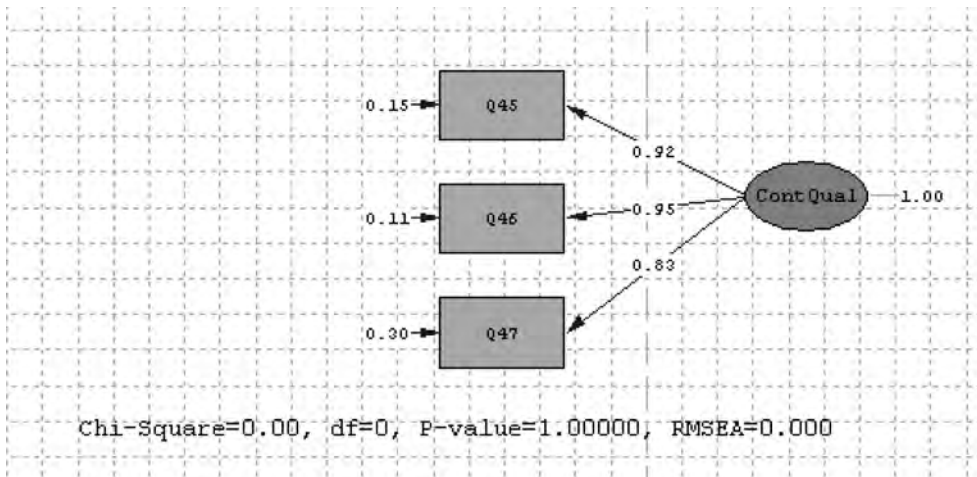 0.15 Q45
0.92
ContQual 1.00
0.11 Q46 0.95
0.83
0.30 Q47
Chi-Square=0.00, df=0, P-value=1.00000, RMSEA=0.000